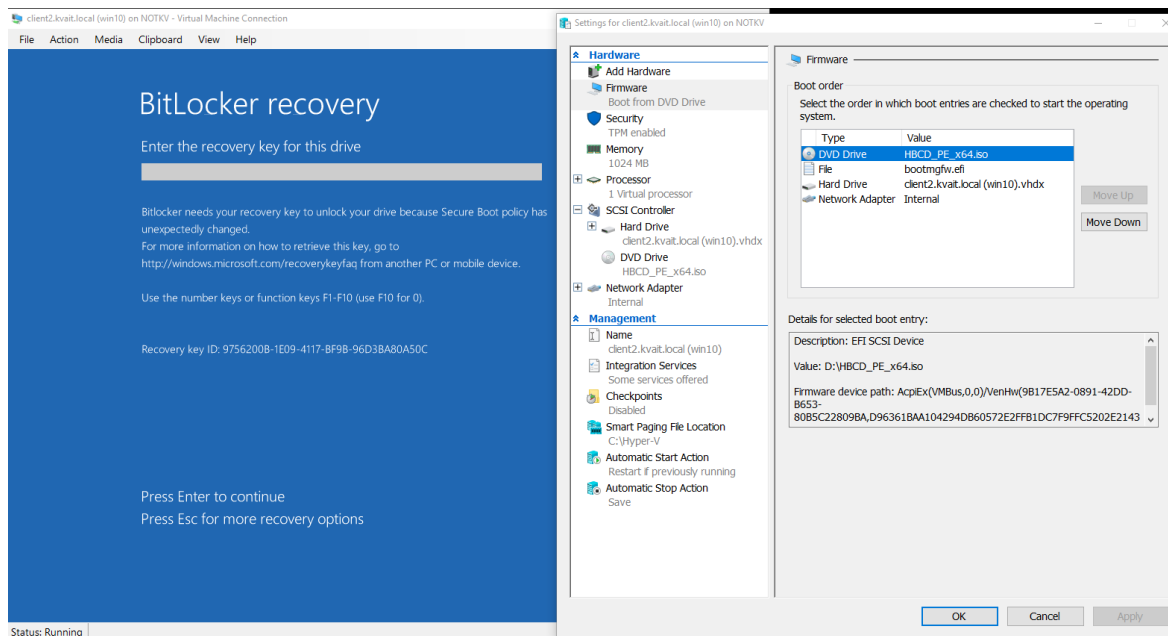 client2.kvait.local (win10) on NOTKV - Virtual Machine Connection
File Action Media Clipboard View Help
BitLocker recovery
Enter the recovery key for this drive
Bitlocker needs your recovery key to unlock your drive because Secure Boot policy has
unexpectedly changed.
For more information on how to retrieve this key, go to
http://windows.microsoft.com/recoverykeyfaq from another PC or mobile device.
Use the number keys or function keys F1-F10 (use F10 for 0).
Recovery key ID: 9756200B-1E09-4117-BF9B-96D3BA80A50C
Press Enter to continue
Press Esc for more recovery options
Status: Running
Settings for client2.kvait.local (win10) on NOTKV
Hardware
Add Hardware
Firmware
Boot from DVD Drive
Security
TPM enabled
Memory
1024 MB
Processor
1 Virtual processor
SCSI Controller
Hard Drive
client2.kvait.local (win10).vhdx
DVD Drive
HBCD_PE_x64.iso
Network Adapter
Internal
Management
Name
client2.kvait.local (win10)
Integration Services
Some services offered
Checkpoints
Disabled
Smart Paging File Location
C:\Hyper-V
Automatic Start Action
Restart if previously running
Automatic Stop Action
Save
Firmware
Boot order
Select the order in which boot entries are checked to start the operating
system.
Type Value
DVD Drive HBCD_PE_x64.iso
File bootmgfw.efi
Hard Drive client2.kvait.local (win10).vhdx
Network Adapter Internal
Move Up
Move Down
Details for selected boot entry:
Description: EFI SCSI Device
Value: D:\HBCD_PE_x64.iso
Firmware device path: AcpiEx(VMBus,0,0)/VenHw(9B17E5A2-0891-42DD-
B653-
80B5C22809BA,D96361BAA104294DB60572E2FFB1DC7F9FFC5202E2143
OK Cancel Apply